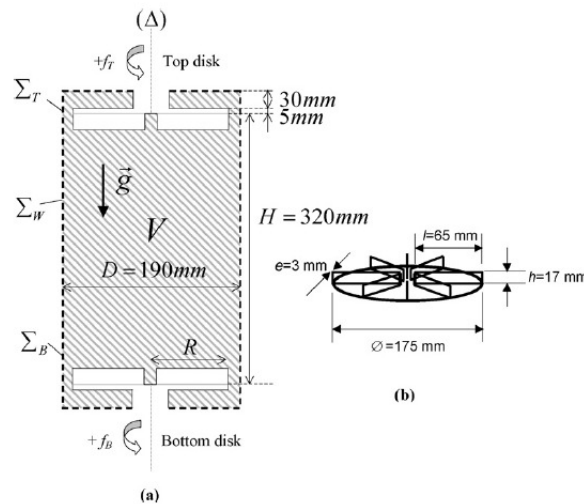 (Δ)
+f_T
Top disk
Σ_T
30mm
5mm
g⃗
Σ_W
V
H = 320mm
D = 190mm
l=65 mm
e=3 mm
h=17 mm
Ø=175 mm
(b)
Σ_B
R
+f_B
Bottom disk
(a)